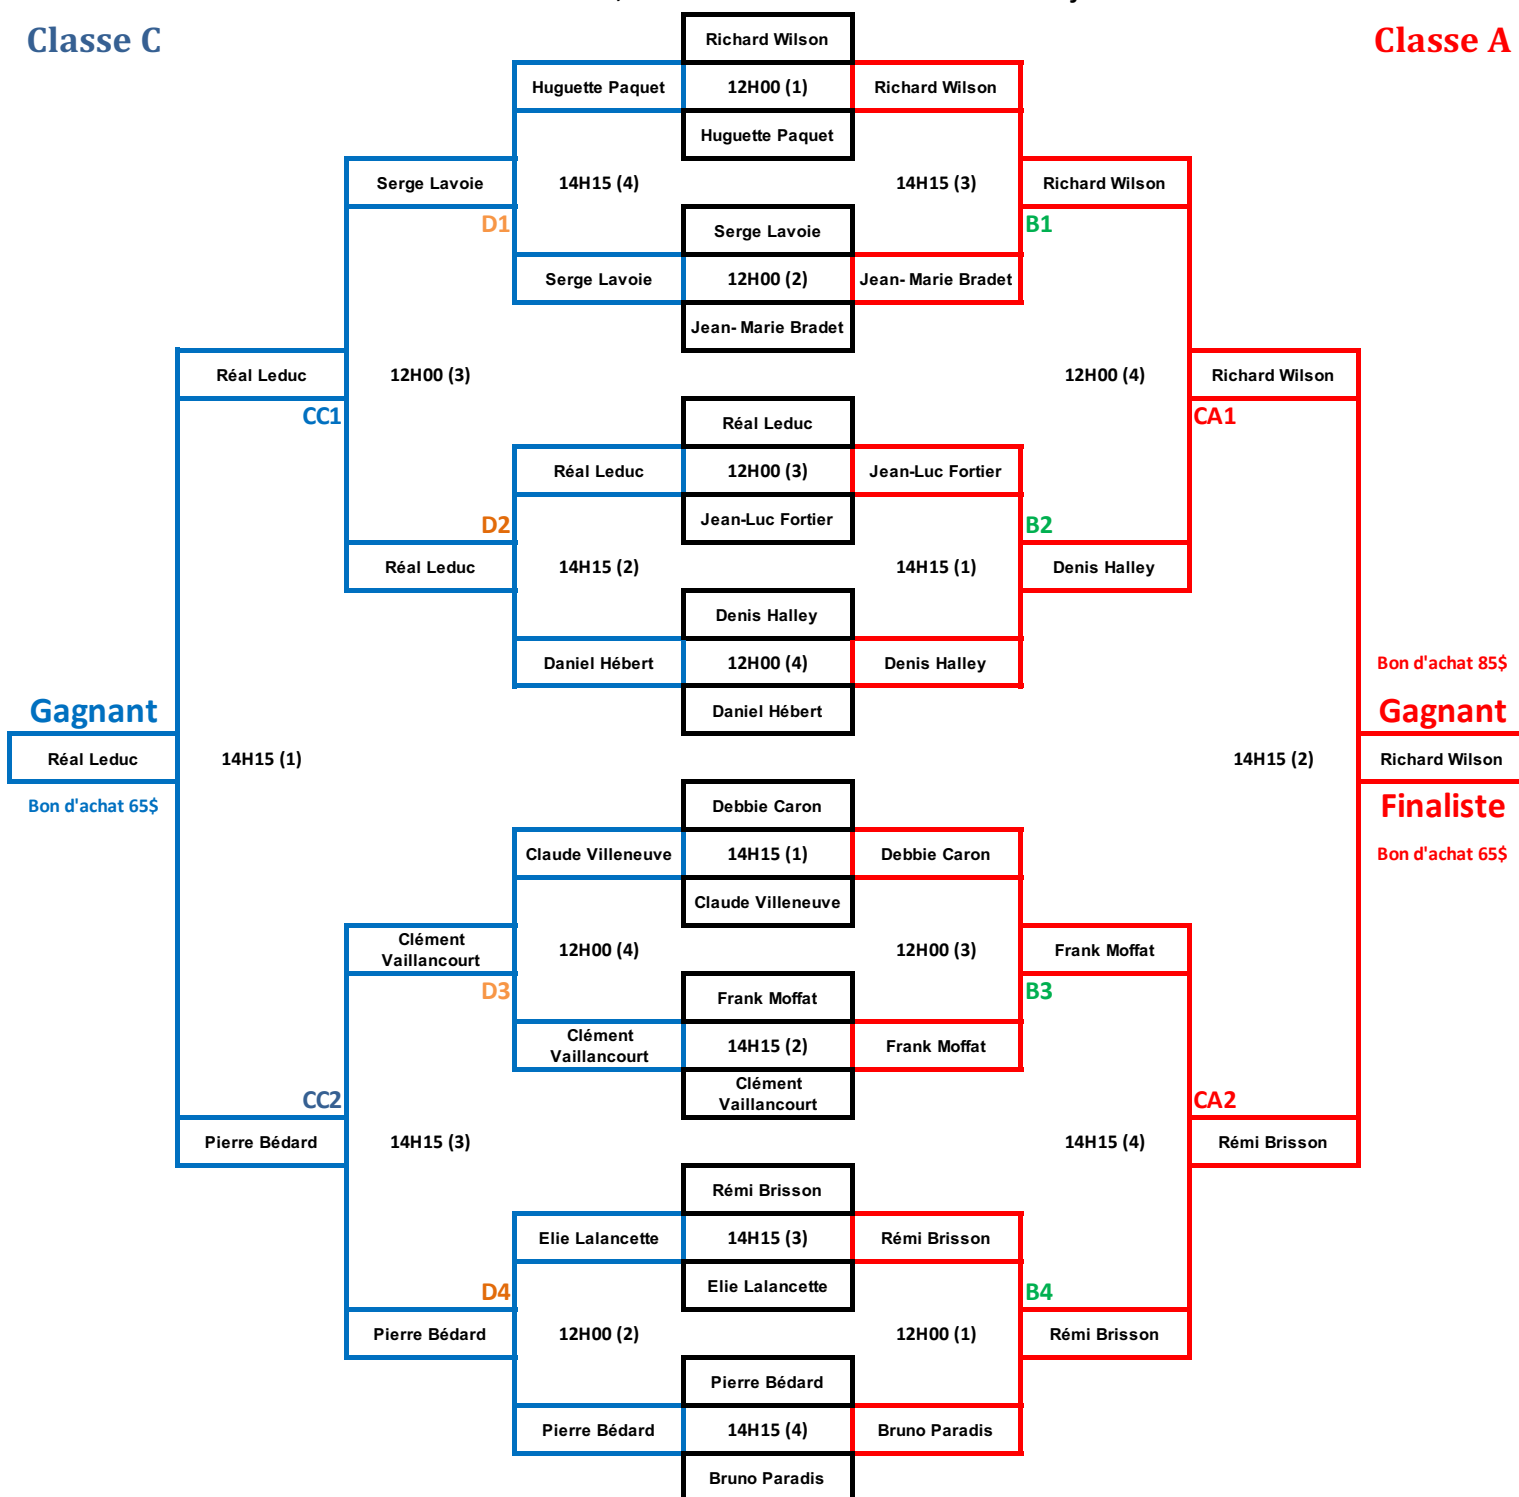 Classe C
Richard Wilson
Classe A
Huguette Paquet
12H00 (1)
Richard Wilson
Huguette Paquet
Serge Lavoie
14H15 (4)
14H15 (3)
Richard Wilson
D1
Serge Lavoie
B1
Serge Lavoie
12H00 (2)
Jean- Marie Bradet
Jean- Marie Bradet
Réal Leduc
12H00 (3)
12H00 (4)
Richard Wilson
CC1
Réal Leduc
CA1
Réal Leduc
12H00 (3)
Jean-Luc Fortier
D2
Jean-Luc Fortier
B2
Réal Leduc
14H15 (2)
14H15 (1)
Denis Halley
Denis Halley
Daniel Hébert
12H00 (4)
Denis Halley
Bon d'achat 85$
Gagnant
Daniel Hébert
Gagnant
Réal Leduc
14H15 (1)
14H15 (2)
Richard Wilson
Bon d'achat 65$
Debbie Caron
Finaliste
Claude Villeneuve
14H15 (1)
Debbie Caron
Bon d'achat 65$
Claude Villeneuve
Clément
Vaillancourt
12H00 (4)
12H00 (3)
Frank Moffat
D3
Frank Moffat
B3
Clément
Vaillancourt
14H15 (2)
Frank Moffat
CC2
Clément
Vaillancourt
CA2
Pierre Bédard
14H15 (3)
14H15 (4)
Rémi Brisson
Rémi Brisson
Elie Lalancette
14H15 (3)
Rémi Brisson
D4
Elie Lalancette
B4
Pierre Bédard
12H00 (2)
12H00 (1)
Rémi Brisson
Pierre Bédard
Pierre Bédard
14H15 (4)
Bruno Paradis
Bruno Paradis